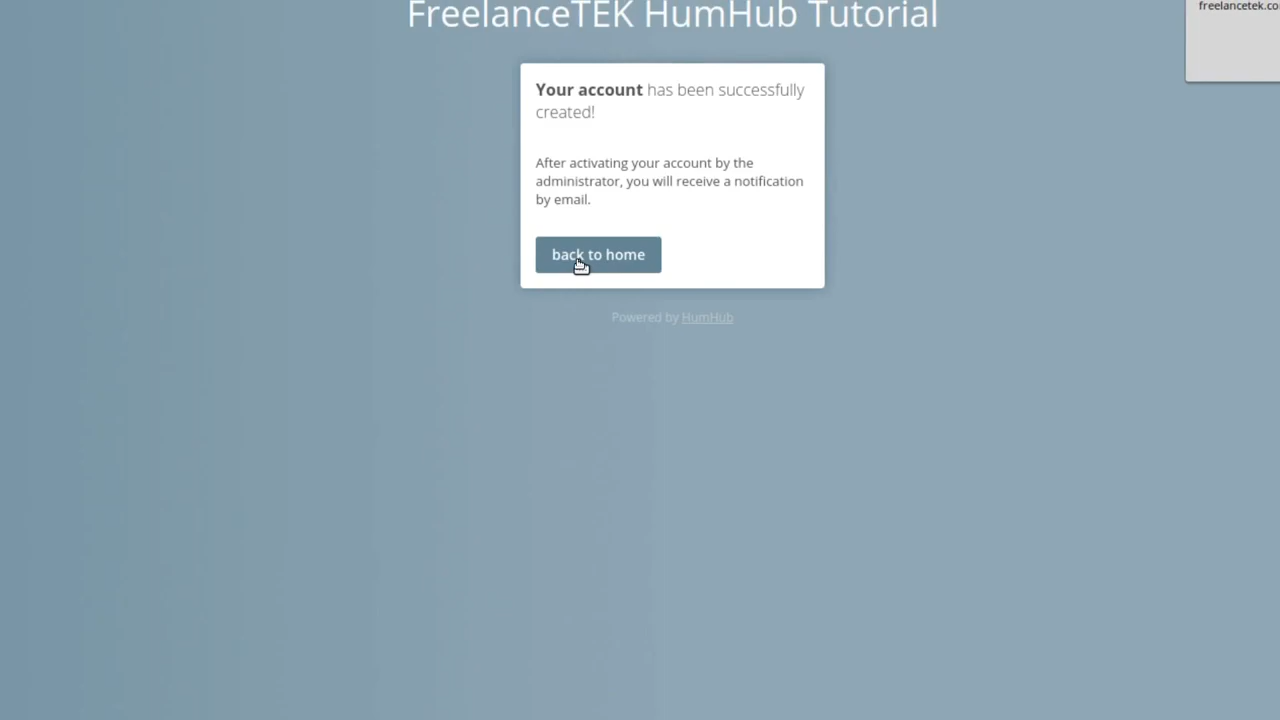 FreelanceTEK HumHub Tutorial
freelancetek.co
Your account has been successfully
created!
After activating your account by the
administrator, you will receive a notification
by email.
back to home
Powered by HumHub